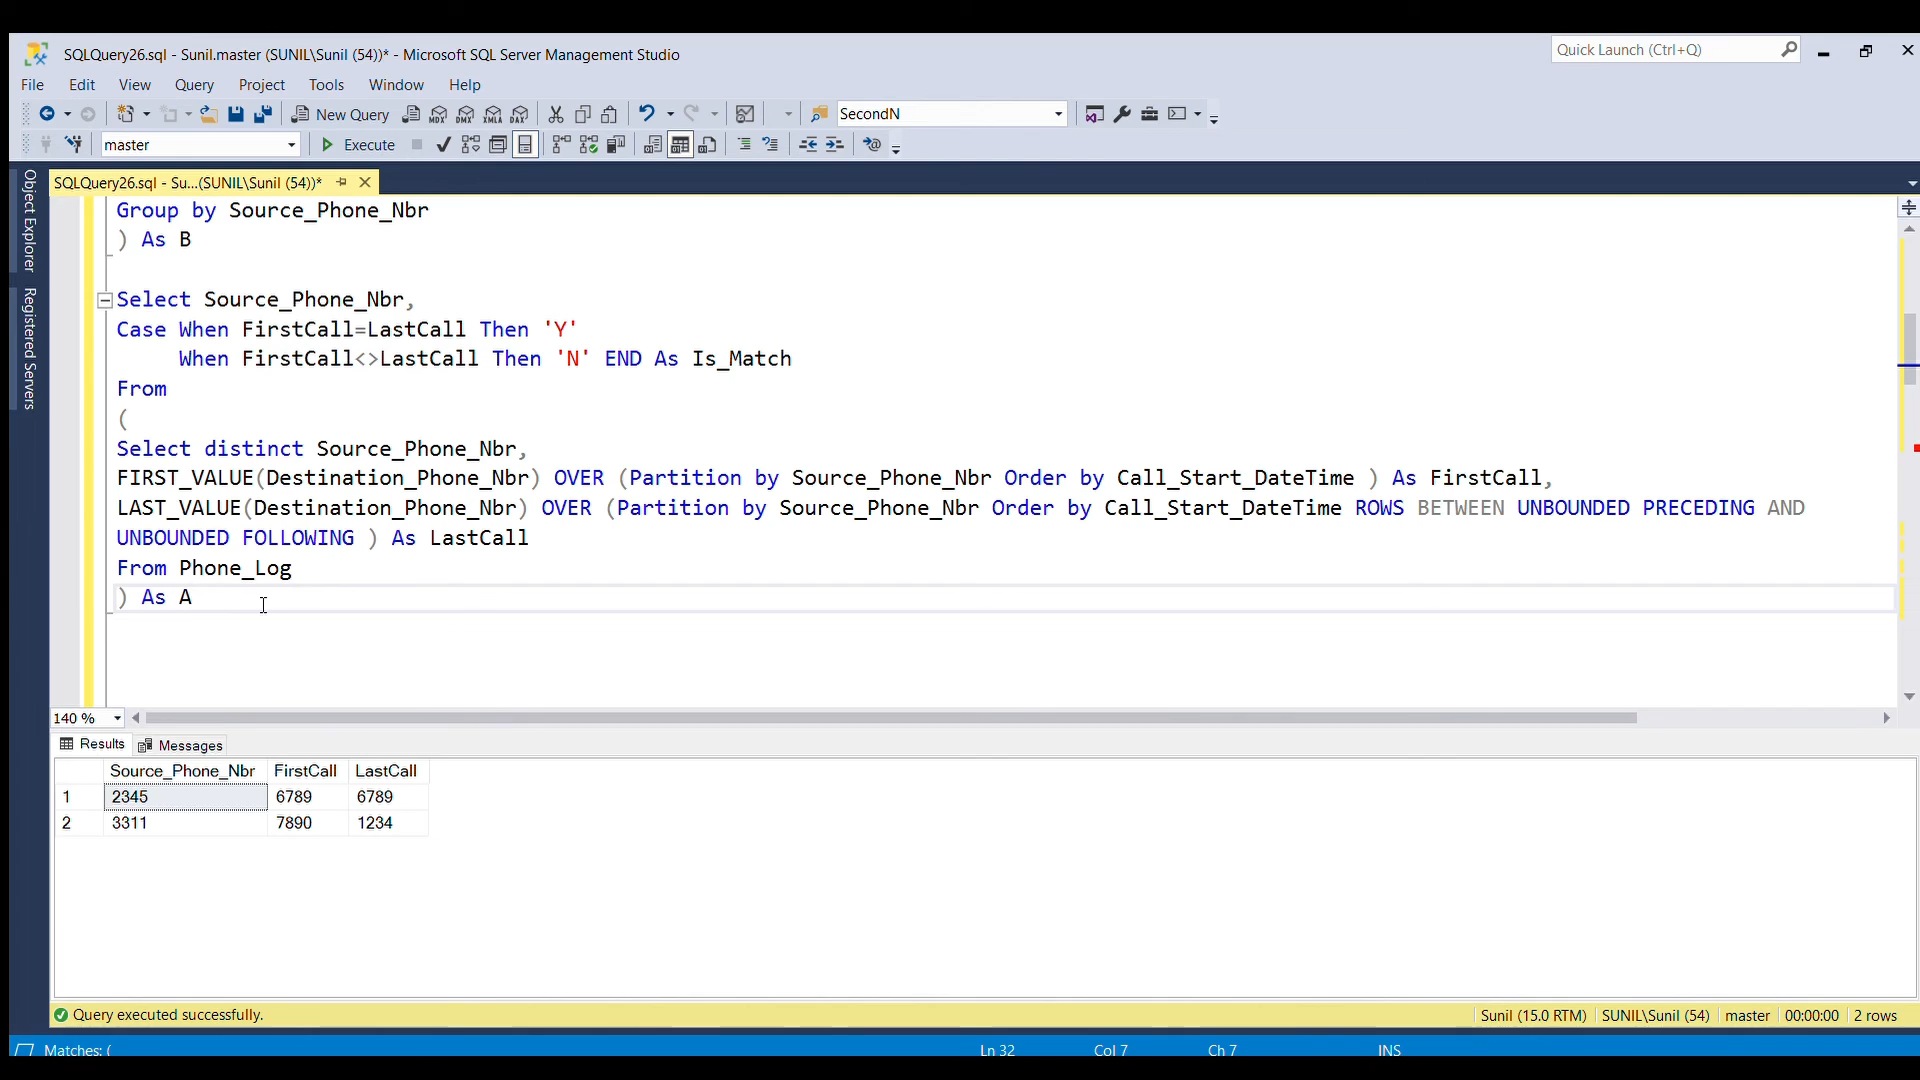 SQLQuery26.sql - Sunil.master (SUNIL\Sunil (54))* - Microsoft SQL Server Management Studio
Quick Launch (Ctrl+Q)
File Edit View Query Project Tools Window Help
New Query MDX DMX XMLA DAX SecondN
master Execute
Object Explorer
Registered Servers
SQLQuery26.sql - Su...(SUNIL\Sunil (54))*
Group by Source_Phone_Nbr
) As B
Select Source_Phone_Nbr,
Case When FirstCall=LastCall Then 'Y'
When FirstCall<>LastCall Then 'N' END As Is_Match
From
(
Select distinct Source_Phone_Nbr,
FIRST_VALUE(Destination_Phone_Nbr) OVER (Partition by Source_Phone_Nbr Order by Call_Start_DateTime ) As FirstCall,
LAST_VALUE(Destination_Phone_Nbr) OVER (Partition by Source_Phone_Nbr Order by Call_Start_DateTime ROWS BETWEEN UNBOUNDED PRECEDING AND
UNBOUNDED FOLLOWING ) As LastCall
From Phone_Log
) As A
140 %
Results Messages
Source_Phone_Nbr FirstCall LastCall
1 2345 6789 6789
2 3311 7890 1234
Query executed successfully. Sunil (15.0 RTM) SUNIL\Sunil (54) master 00:00:00 2 rows
Matches: ( Ln 32 Col 7 Ch 7 INS